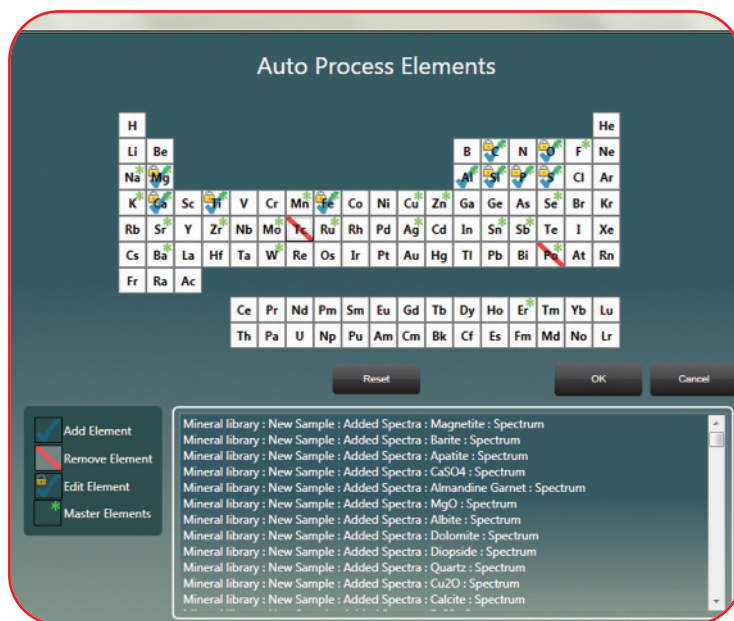 Auto Process Elements
H He
Li Be B C N O F Ne
Na Mg Al Si P S Cl Ar
K Ca Sc Ti V Cr Mn Fe Co Ni Cu Zn Ga Ge As Se Br Kr
Rb Sr Y Zr Nb Mo Tc Ru Rh Pd Ag Cd In Sn Sb Te I Xe
Cs Ba La Hf Ta W Re Os Ir Pt Au Hg Tl Pb Bi Po At Rn
Fr Ra Ac
Ce Pr Nd Pm Sm Eu Gd Tb Dy Ho Er Tm Yb Lu
Th Pa U Np Pu Am Cm Bk Cf Es Fm Md No Lr
Reset OK Cancel
Add Element
Remove Element
Edit Element
Master Elements
Mineral library : New Sample : Added Spectra : Magnetite : Spectrum
Mineral library : New Sample : Added Spectra : Barite : Spectrum
Mineral library : New Sample : Added Spectra : Apatite : Spectrum
Mineral library : New Sample : Added Spectra : CaSO4 : Spectrum
Mineral library : New Sample : Added Spectra : Almandine Garnet : Spectrum
Mineral library : New Sample : Added Spectra : MgO : Spectrum
Mineral library : New Sample : Added Spectra : Albite : Spectrum
Mineral library : New Sample : Added Spectra : Dolomite : Spectrum
Mineral library : New Sample : Added Spectra : Diopside : Spectrum
Mineral library : New Sample : Added Spectra : Quartz : Spectrum
Mineral library : New Sample : Added Spectra : Cu2O : Spectrum
Mineral library : New Sample : Added Spectra : Calcite : Spectrum